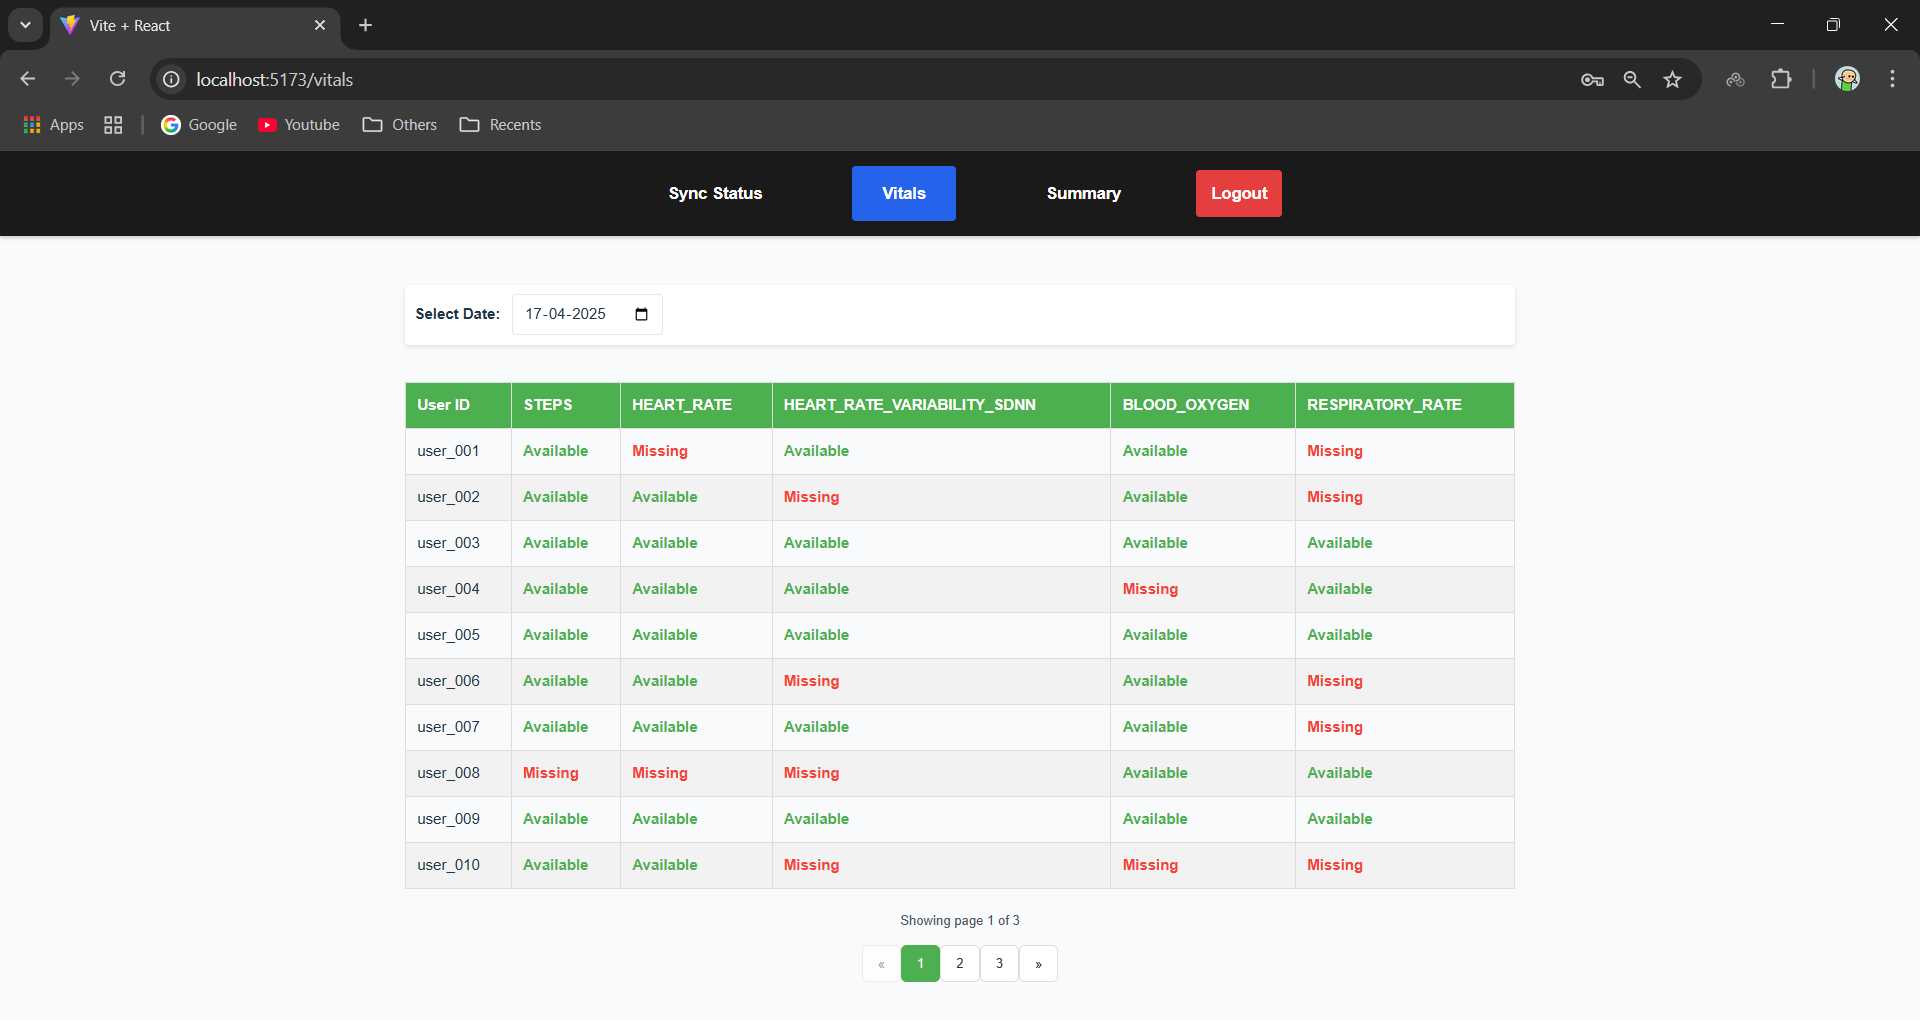 Vite + React
localhost:5173/vitals
Apps Google Youtube Others Recents
Sync Status Vitals Summary Logout
Select Date: 17-04-2025
User ID STEPS HEART_RATE HEART_RATE_VARIABILITY_SDNN BLOOD_OXYGEN RESPIRATORY_RATE
user_001 Available Missing Available Available Missing
user_002 Available Available Missing Available Missing
user_003 Available Available Available Available Available
user_004 Available Available Available Missing Available
user_005 Available Available Available Available Available
user_006 Available Available Missing Available Missing
user_007 Available Available Available Available Missing
user_008 Missing Missing Missing Available Available
user_009 Available Available Available Available Available
user_010 Available Available Missing Missing Missing
Showing page 1 of 3
« 1 2 3 »